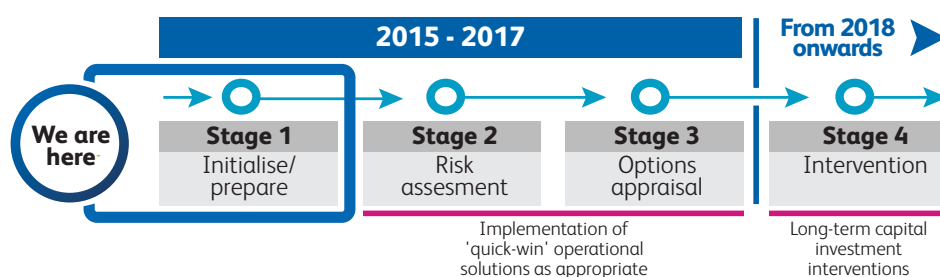 2015 - 2017
From 2018
onwards
We are
here
Stage 1
Initialise/
prepare
Stage 2
Risk
assesment
Stage 3
Options
appraisal
Stage 4
Intervention
Implementation of
'quick-win' operational
solutions as appropriate
Long-term capital
investment
interventions